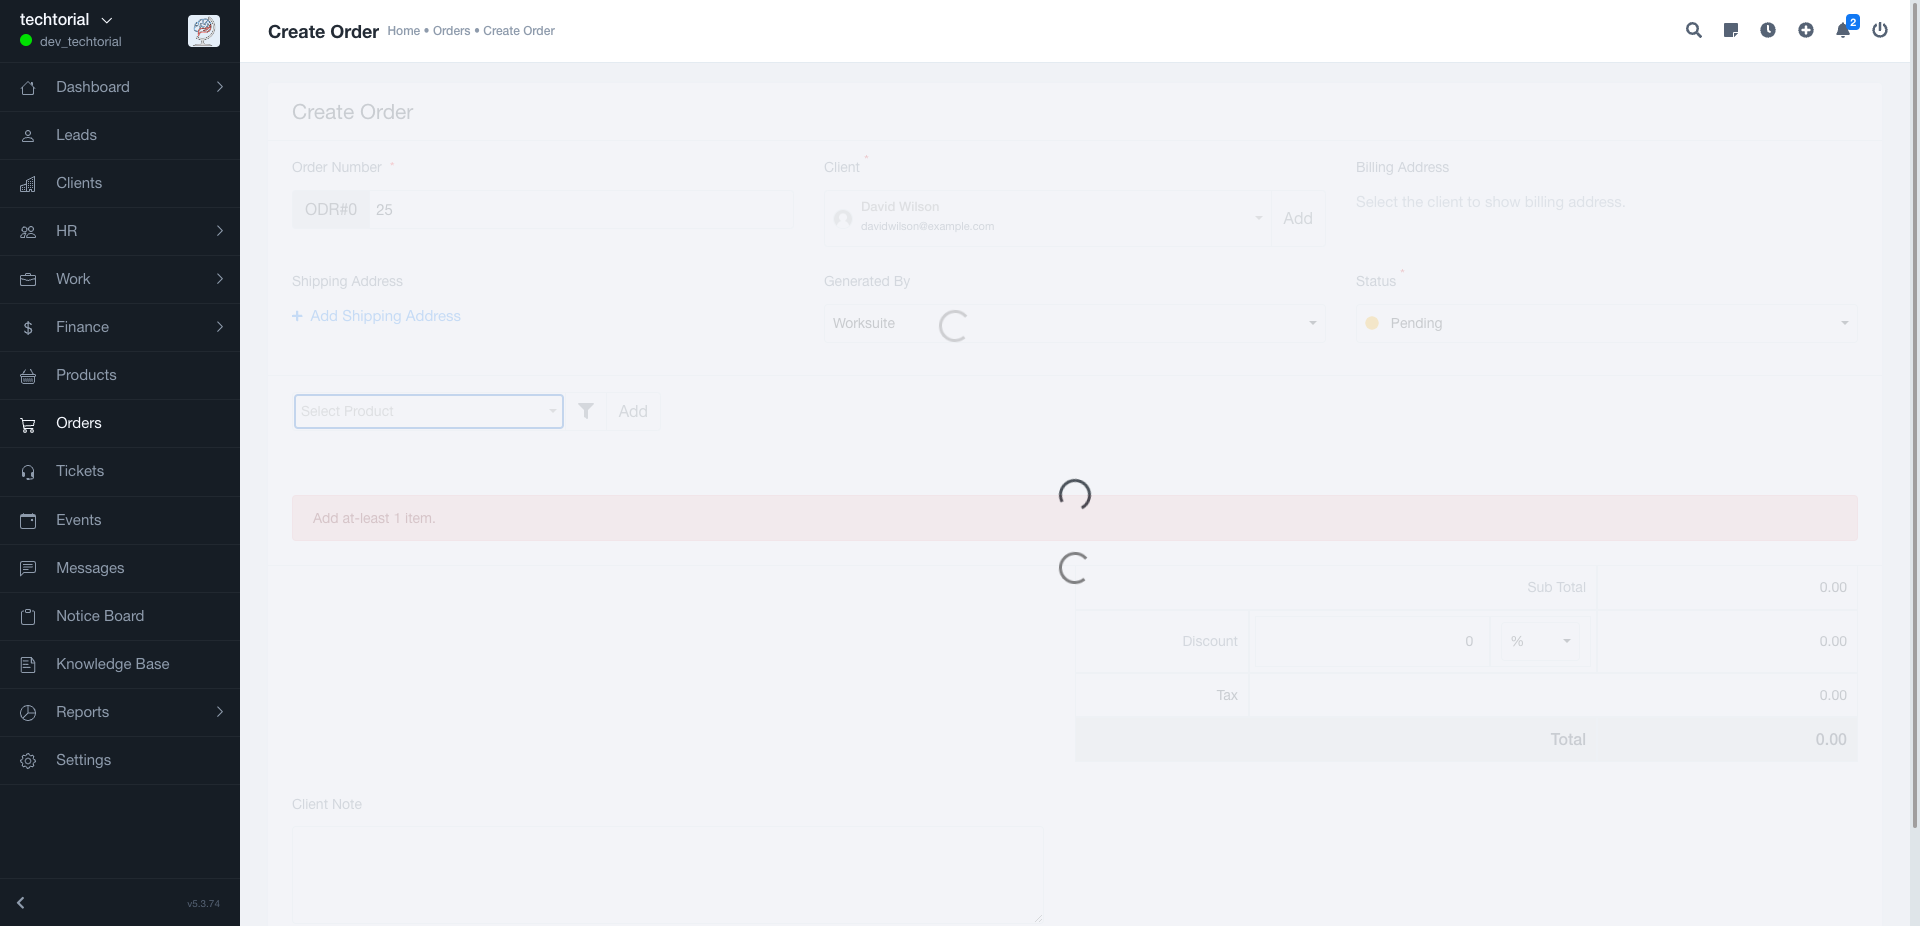 techtorial
dev_techtorial
Dashboard
Leads
Clients
HR
Work
Finance
Products
Orders
Tickets
Events
Messages
Notice Board
Knowledge Base
Reports
Settings
v5.3.74
Create Order Home • Orders • Create Order
2
Create Order
Order Number *
ODR#0 25
Client *
David Wilson
davidwilson@example.com
Add
Billing Address
Select the client to show billing address.
Shipping Address
+ Add Shipping Address
Generated By
Worksuite
Status *
Pending
Select Product
Add
Add at-least 1 item.
Sub Total 0.00
Discount 0 % 0.00
Tax 0.00
Total 0.00
Client Note